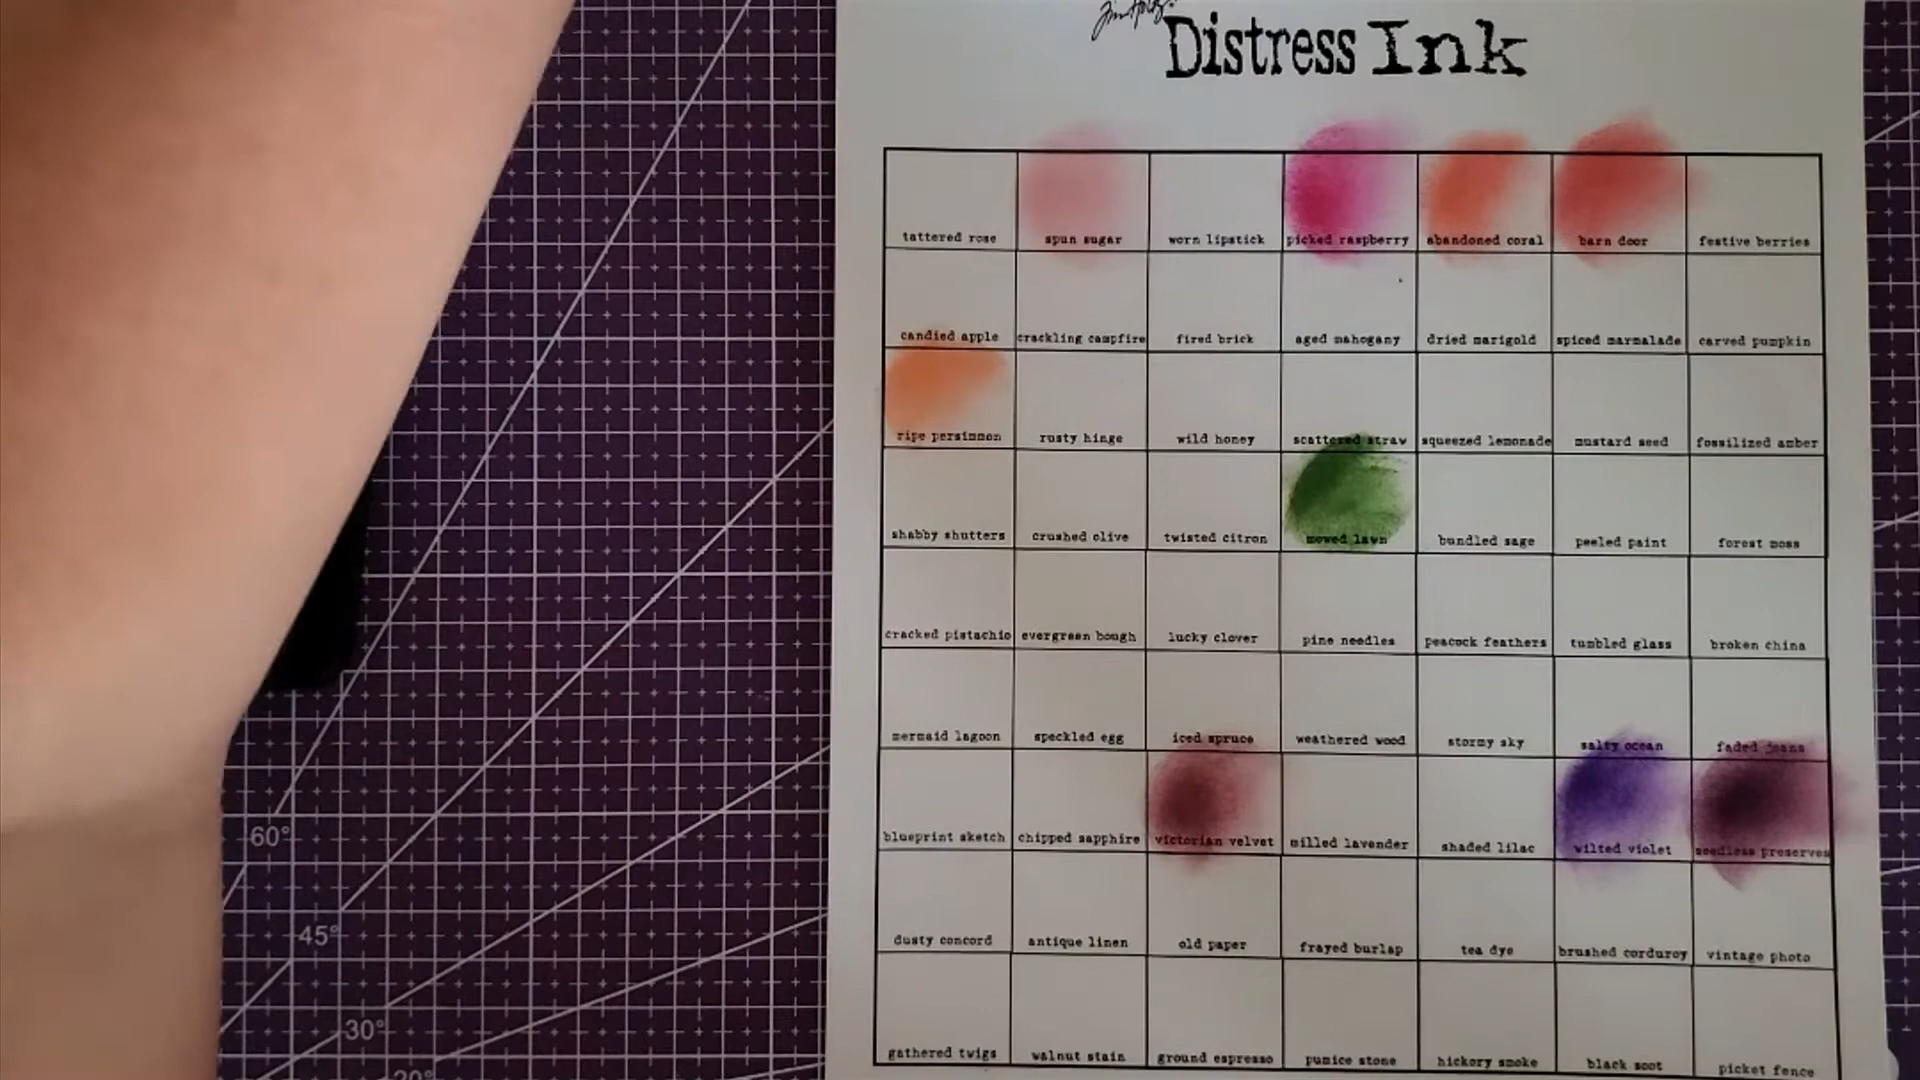 Tim Holtz
Distress Ink
tattered rose spun sugar worn lipstick picked raspberry abandoned coral barn door festive berries
candied apple crackling campfire fired brick aged mahogany dried marigold spiced marmalade carved pumpkin
ripe persimmon rusty hinge wild honey scattered straw squeezed lemonade mustard seed fossilized amber
shabby shutters crushed olive twisted citron mowed lawn bundled sage peeled paint forest moss
cracked pistachio evergreen bough lucky clover pine needles peacock feathers tumbled glass broken china
mermaid lagoon speckled egg iced spruce weathered wood stormy sky salty ocean faded jeans
blueprint sketch chipped sapphire victorian velvet milled lavender shaded lilac wilted violet seedless preserves
dusty concord antique linen old paper frayed burlap tea dye brushed corduroy vintage photo
gathered twigs walnut stain ground espresso pumice stone hickory smoke black soot picket fence
60°
45°
30°
20°